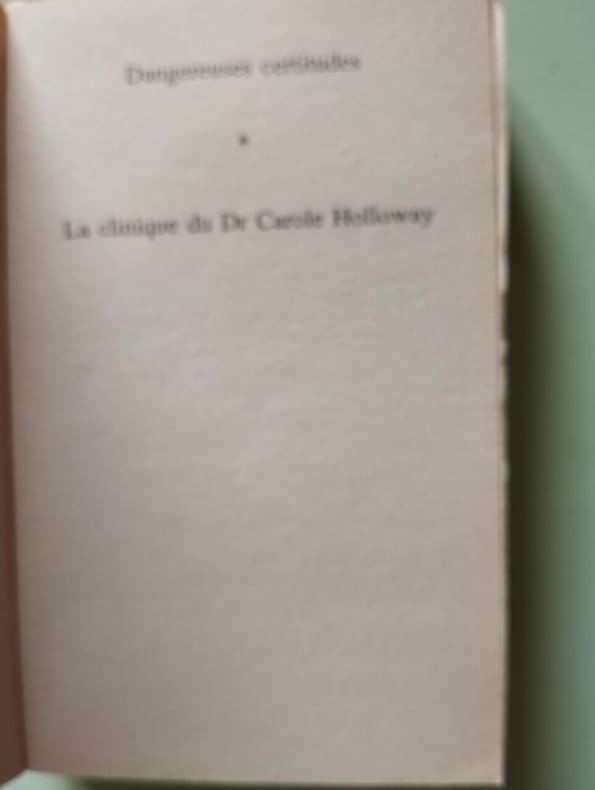 Dangereuses certitudes
*
La clinique du Dr Carole Holloway